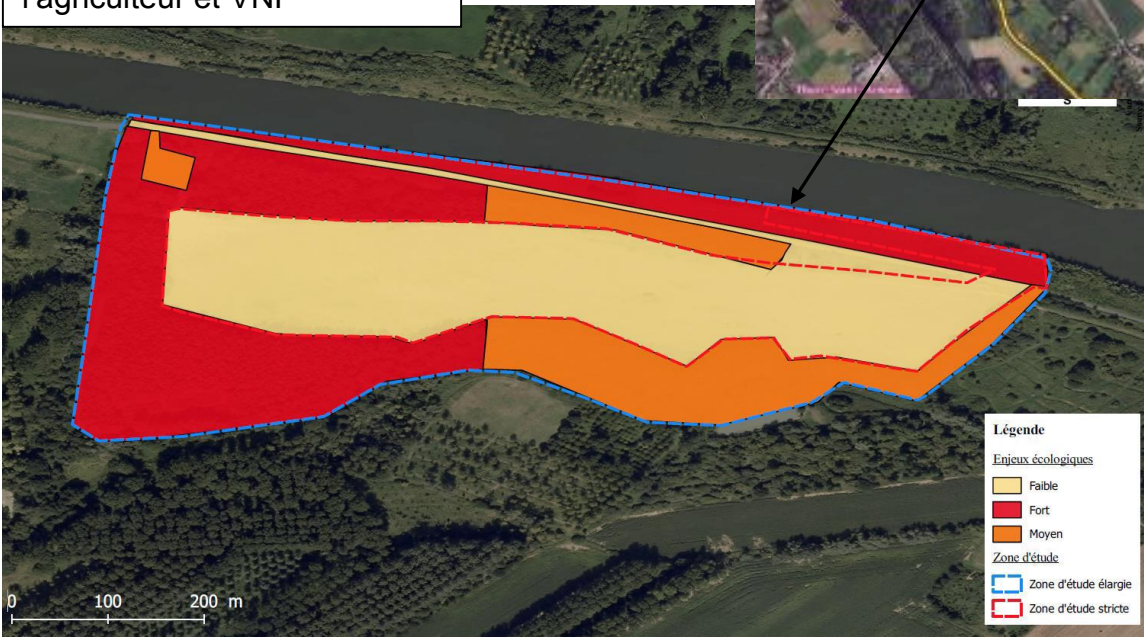 l'agriculteur et VNF
Légende
Enjeux écologiques
Faible
Fort
Moyen
Zone d'étude
Zone d'étude élargie
Zone d'étude stricte
0 100 200 m